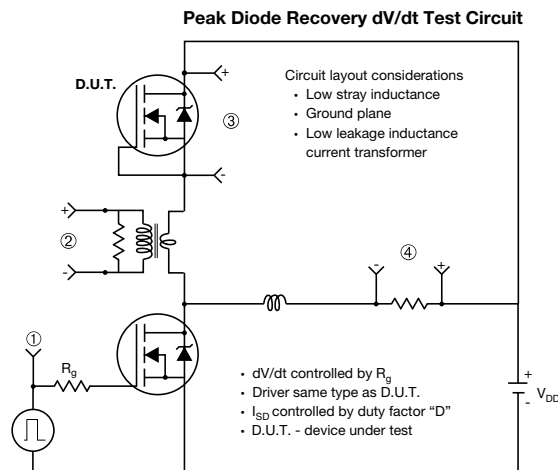 Peak Diode Recovery dV/dt Test Circuit
D.U.T.
+
Circuit layout considerations
• Low stray inductance
• Ground plane
• Low leakage inductance
current transformer
③
-
+
②
-
④
-
+
①
Rg
+
VDD
-
• dV/dt controlled by Rg
• Driver same type as D.U.T.
• ISD controlled by duty factor “D”
• D.U.T. - device under test